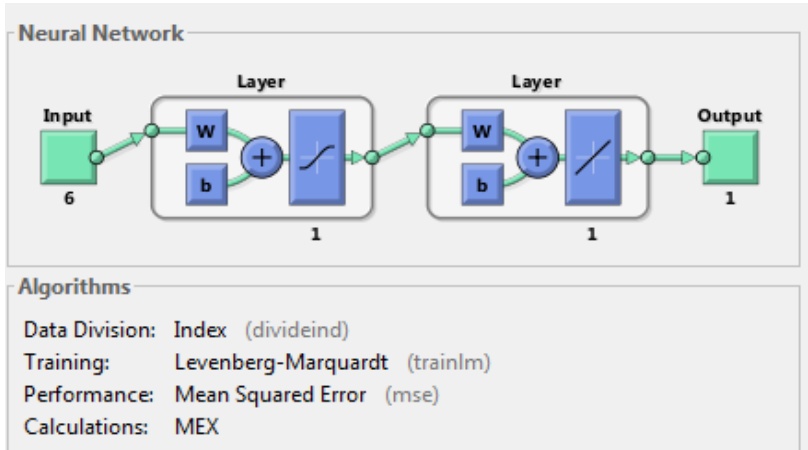 Neural Network
Layer Layer
Input Output
W W
b b
6 1
1 1
Algorithms
Data Division: Index (divideind)
Training: Levenberg-Marquardt (trainlm)
Performance: Mean Squared Error (mse)
Calculations: MEX